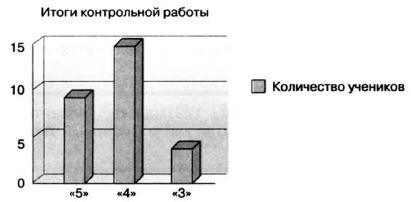 Итоги контрольной работы
15
10
5
0
«5» «4» «3»
Количество учеников